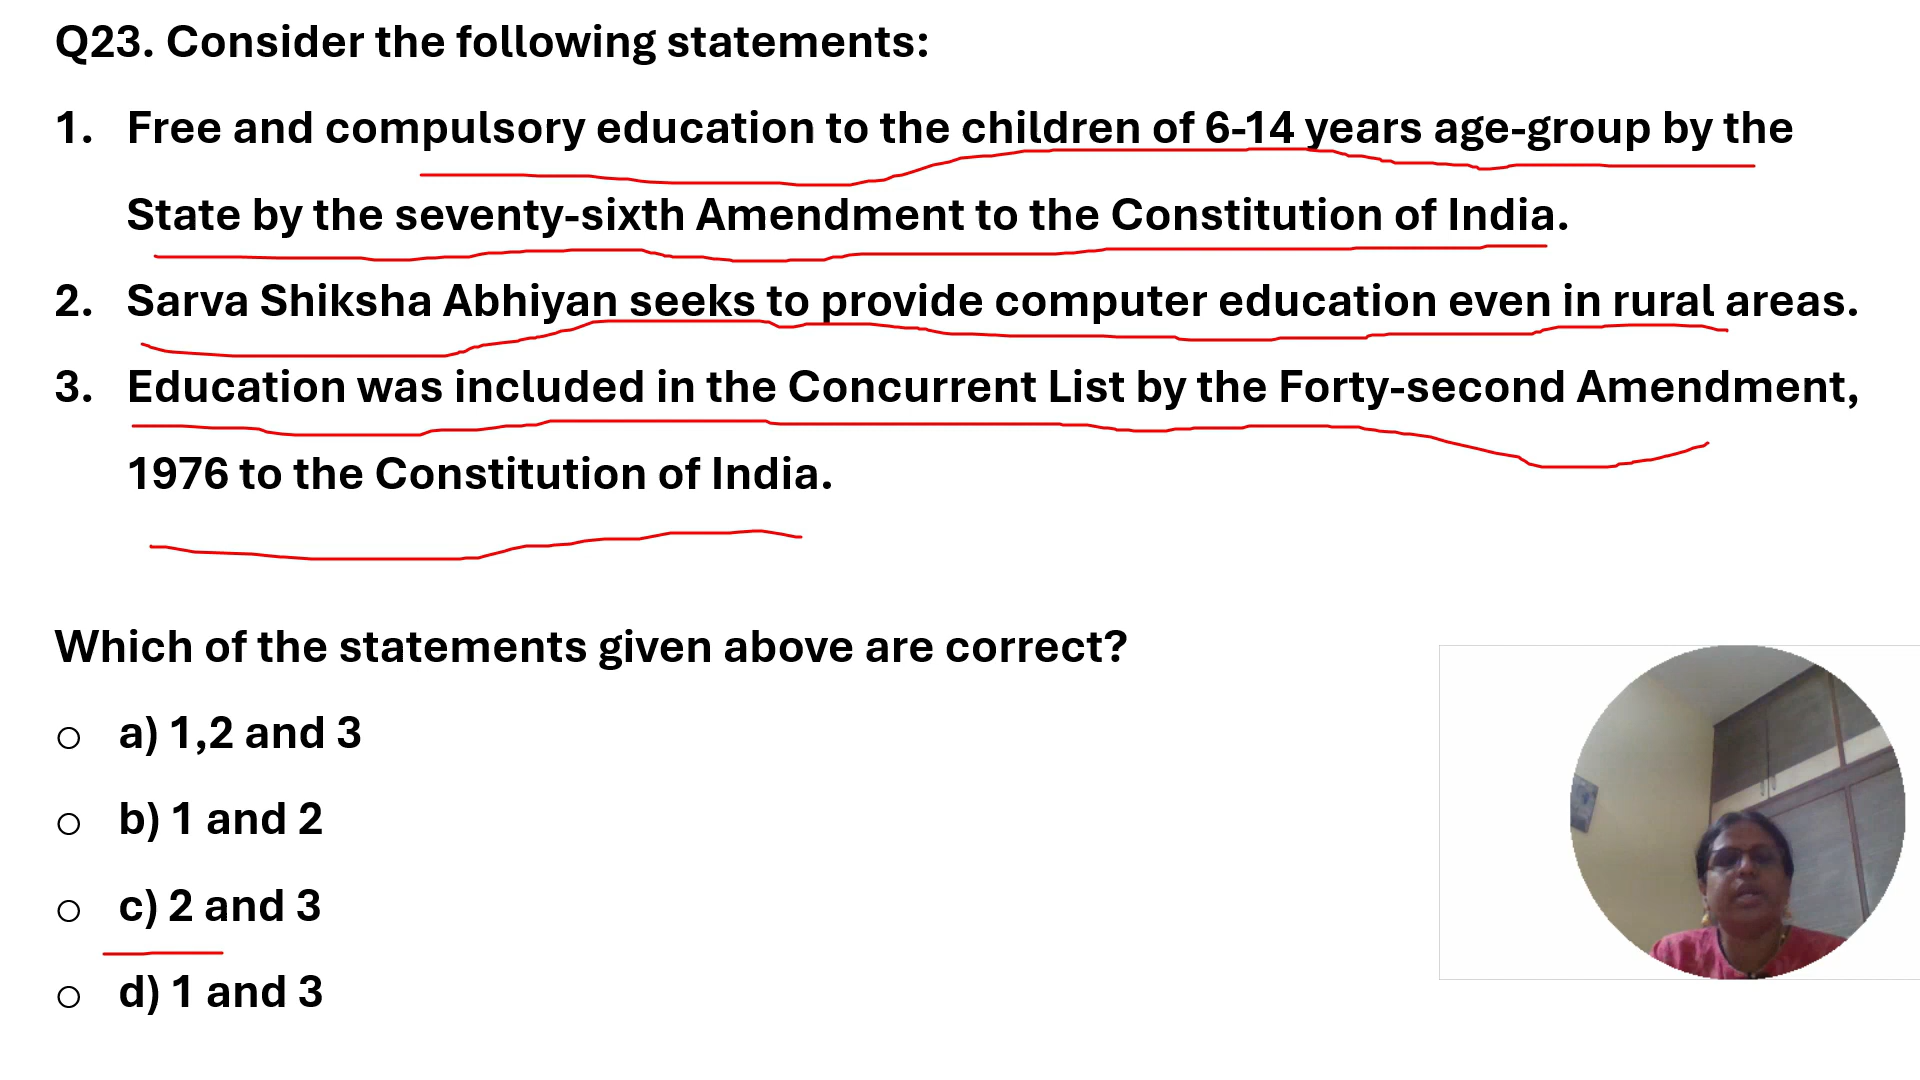 Q23. Consider the following statements:
1. Free and compulsory education to the children of 6-14 years age-group by the
State by the seventy-sixth Amendment to the Constitution of India.
2. Sarva Shiksha Abhiyan seeks to provide computer education even in rural areas.
3. Education was included in the Concurrent List by the Forty-second Amendment,
1976 to the Constitution of India.
Which of the statements given above are correct?
a) 1,2 and 3
b) 1 and 2
c) 2 and 3
d) 1 and 3